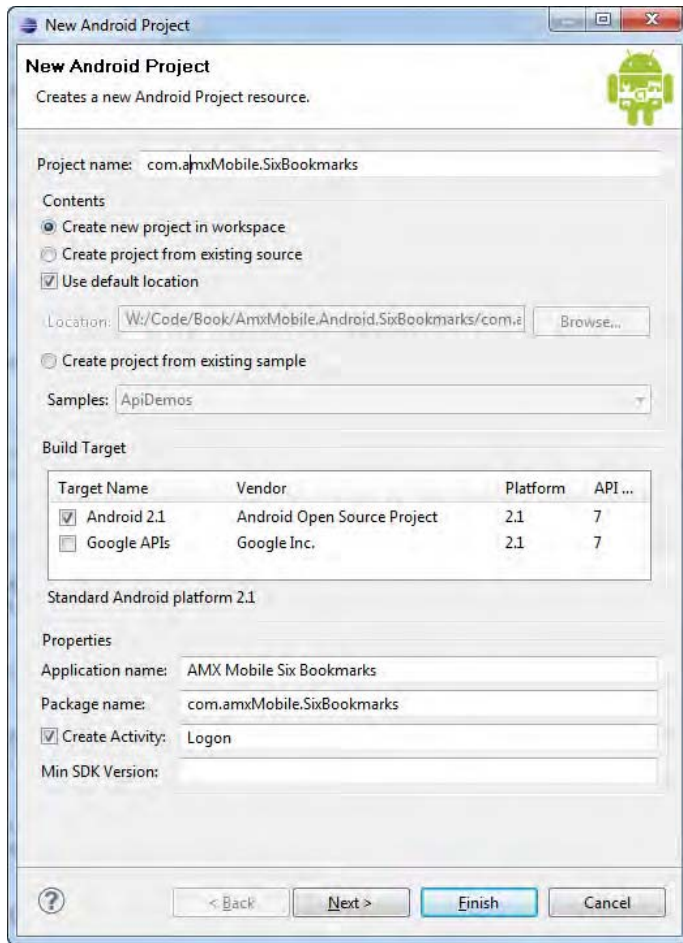 New Android Project
New Android Project
Creates a new Android Project resource.
Project name: com.amxMobile.SixBookmarks
Contents
Create new project in workspace
Create project from existing source
Use default location
Location: W:/Code/Book/AmxMobile.Android.SixBookmarks/com.a Browse...
Create project from existing sample
Samples: ApiDemos
Build Target
Target Name Vendor Platform API ...
Android 2.1 Android Open Source Project 2.1 7
Google APIs Google Inc. 2.1 7
Standard Android platform 2.1
Properties
Application name: AMX Mobile Six Bookmarks
Package name: com.amxMobile.SixBookmarks
Create Activity: Logon
Min SDK Version:
? < Back Next > Finish Cancel